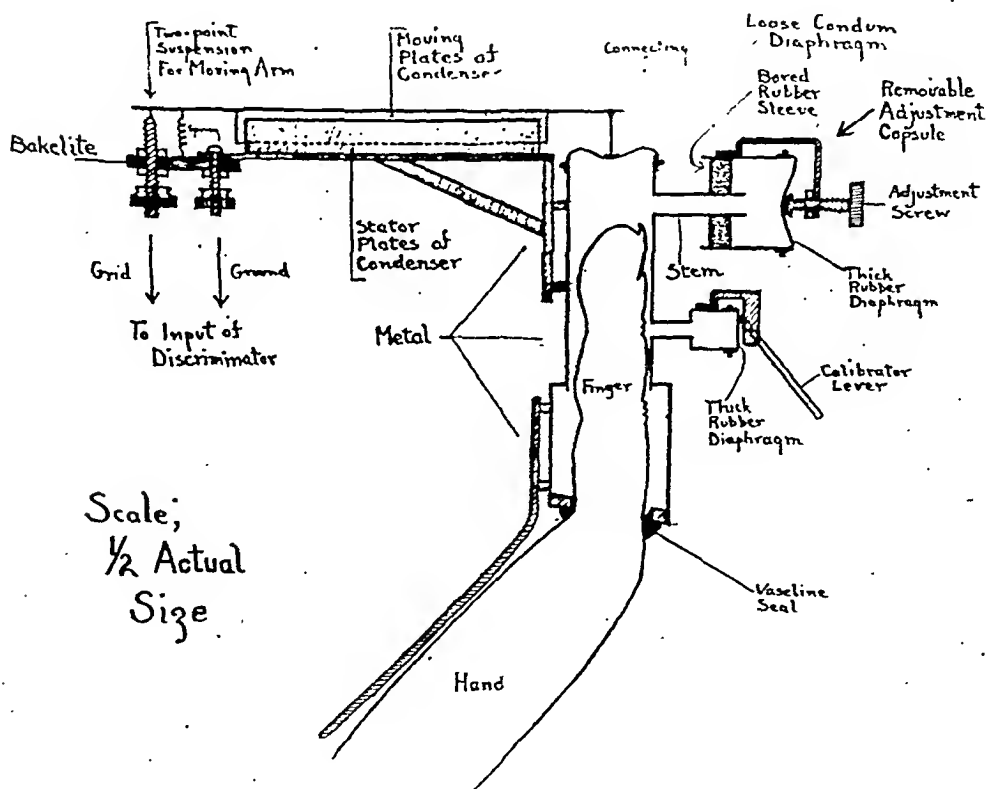 Two-point
Suspension
For Moving Arm
Moving
Plates of
Condenser
Connecting
Loose Condum
Diaphragm
Bored
Rubber
Sleeve
Removable
Adjustment
Capsule
Bakelite
Adjustment
Screw
Stator
Plates of
Condenser
Stem
Thick
Rubber
Diaphragm
Grid
Ground
To Input of
Discriminator
Metal
Finger
Calibrator
Lever
Thick
Rubber
Diaphragm
Scale;
1/2 Actual
Size
Vaseline
Seal
Hand